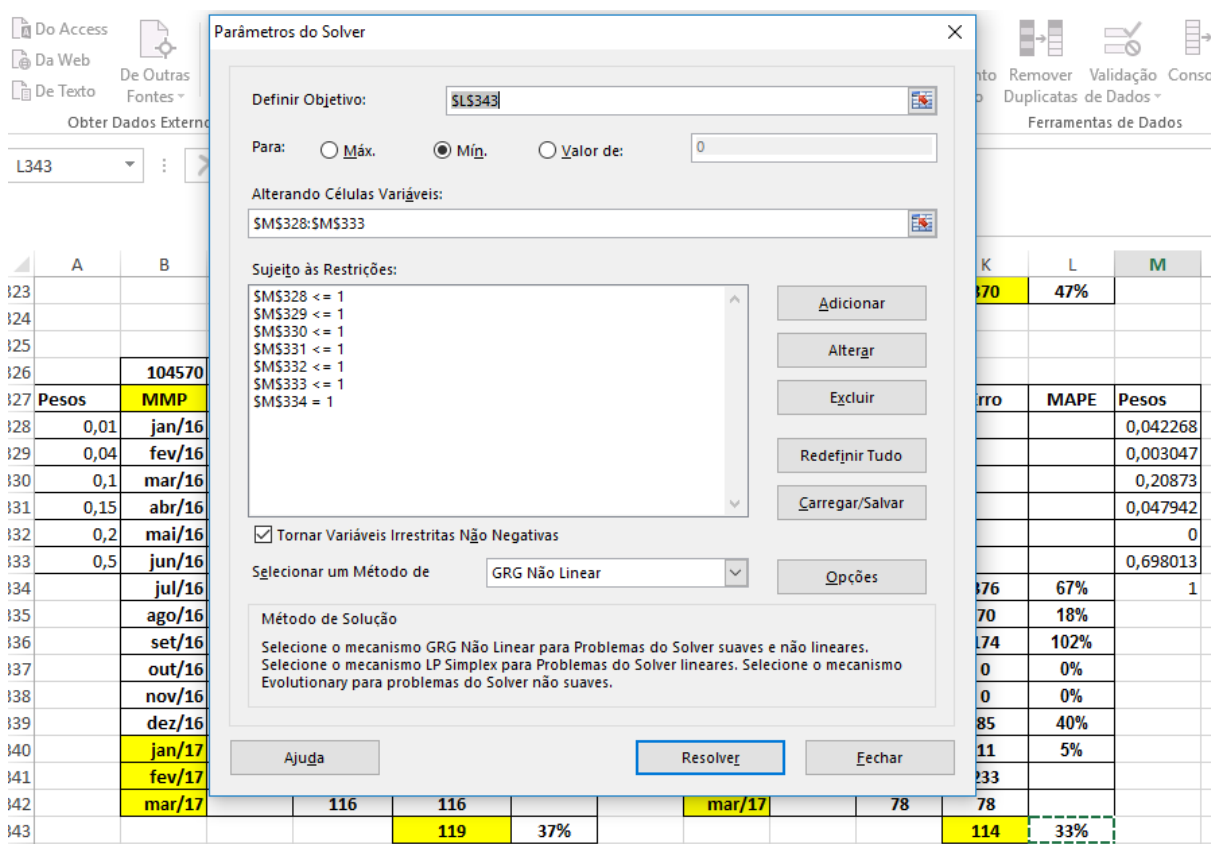 Do Access
Da Web
De Texto
De Outras
Fontes
Obter Dados Externo
Parâmetros do Solver
Remover
Duplicatas
Validação
de Dados
Ferramentas de Dados
L343
Definir Objetivo:
$L$343
Para:
Máx.
Mín.
Valor de:
0
Alterando Células Variáveis:
$M$328:$M$333
Sujeito às Restrições:
$M$328 <= 1
$M$329 <= 1
$M$330 <= 1
$M$331 <= 1
$M$332 <= 1
$M$333 <= 1
$M$334 = 1
Adicionar
Alterar
Excluir
Redefinir Tudo
Carregar/Salvar
Tornar Variáveis Irrestritas Não Negativas
Selecionar um Método de
GRG Não Linear
Opções
Método de Solução
Selecione o mecanismo GRG Não Linear para Problemas do Solver suaves e não lineares.
Selecione o mecanismo LP Simplex para Problemas do Solver lineares. Selecione o mecanismo
Evolutionary para problemas do Solver não suaves.
Ajuda
Resolver
Fechar
A B K L M
323 370 47%
324
325
326 104570
327 Pesos MMP MAPE Pesos
328 0,01 jan/16 0,042268
329 0,04 fev/16 0,003047
330 0,1 mar/16 0,20873
331 0,15 abr/16 0,047942
332 0,2 mai/16 0
333 0,5 jun/16 0,698013
334 jul/16 376 67% 1
335 ago/16 70 18%
336 set/16 174 102%
337 out/16 0 0%
338 nov/16 0 0%
339 dez/16 85 40%
340 jan/17 11 5%
341 fev/17 233
342 mar/17 116 116 mar/17 78 78
343 119 37% 114 33%